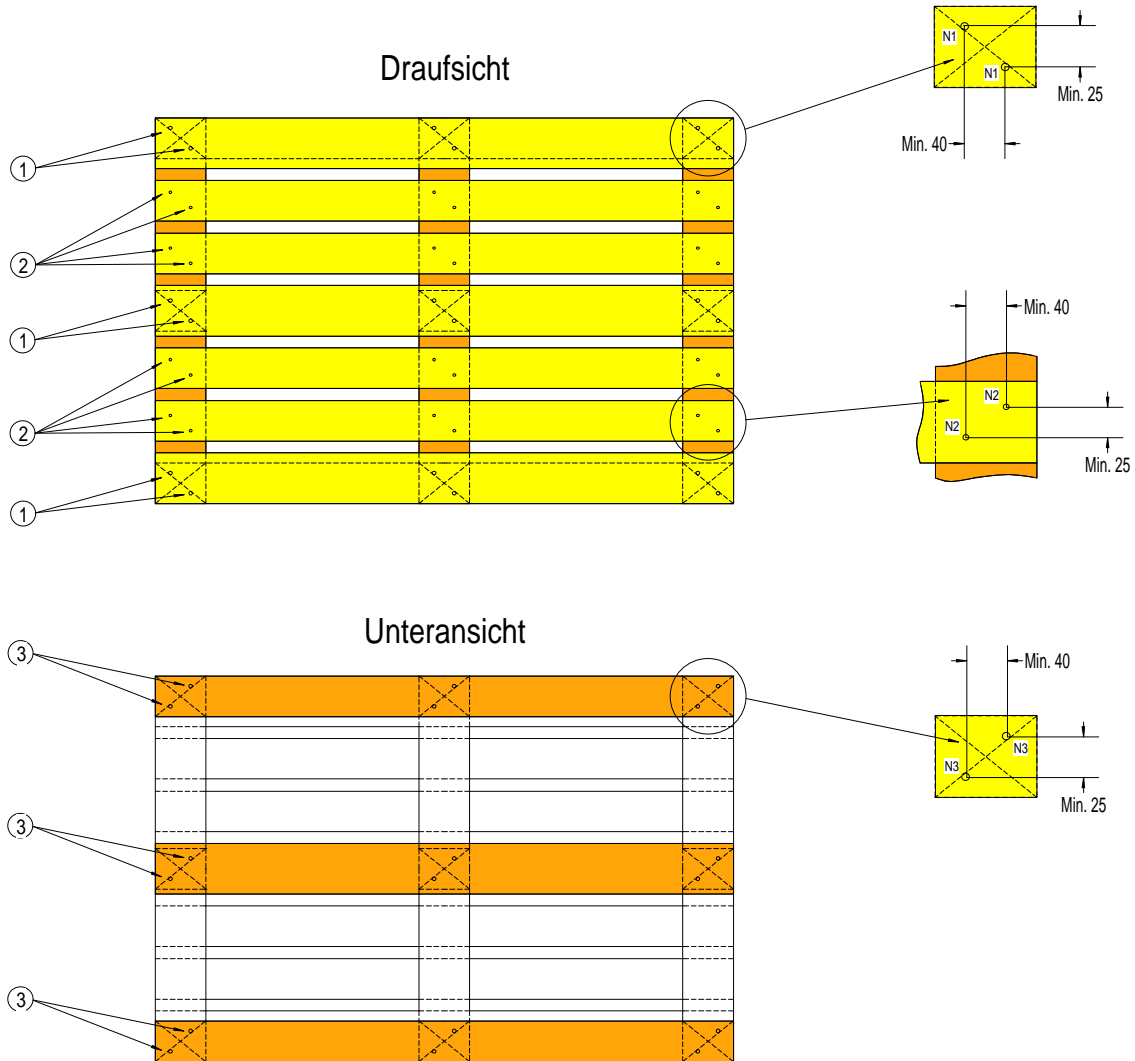 Draufsicht
N1
N1
Min. 25
Min. 40
1
2
1
2
1
Min. 40
N2
N2
Min. 25
Unteransicht
3
3
3
Min. 40
N3
N3
Min. 25